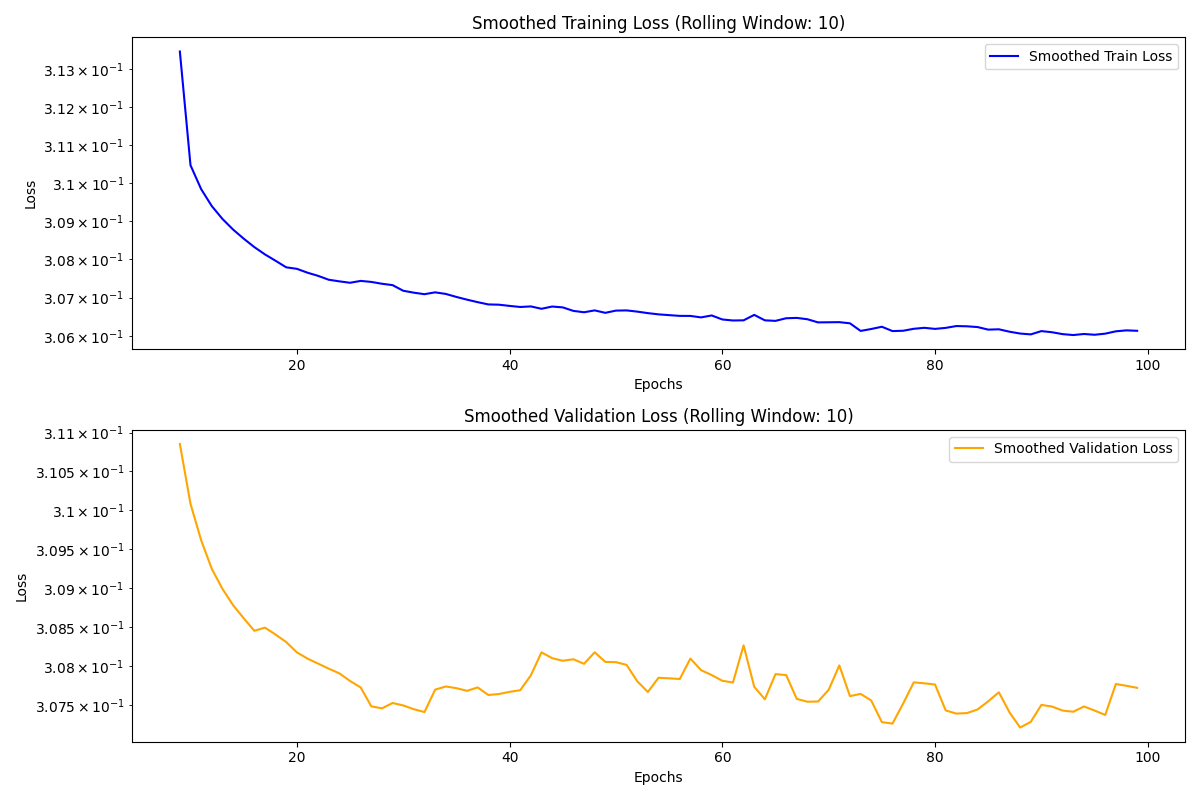 Smoothed Training Loss (Rolling Window: 10)
Smoothed Train Loss
3.13 × 10⁻¹
3.12 × 10⁻¹
3.11 × 10⁻¹
3.1 × 10⁻¹
3.09 × 10⁻¹
3.08 × 10⁻¹
3.07 × 10⁻¹
3.06 × 10⁻¹
Loss
20 40 60 80 100
Epochs
Smoothed Validation Loss (Rolling Window: 10)
Smoothed Validation Loss
3.11 × 10⁻¹
3.105 × 10⁻¹
3.1 × 10⁻¹
3.095 × 10⁻¹
3.09 × 10⁻¹
3.085 × 10⁻¹
3.08 × 10⁻¹
3.075 × 10⁻¹
Loss
20 40 60 80 100
Epochs